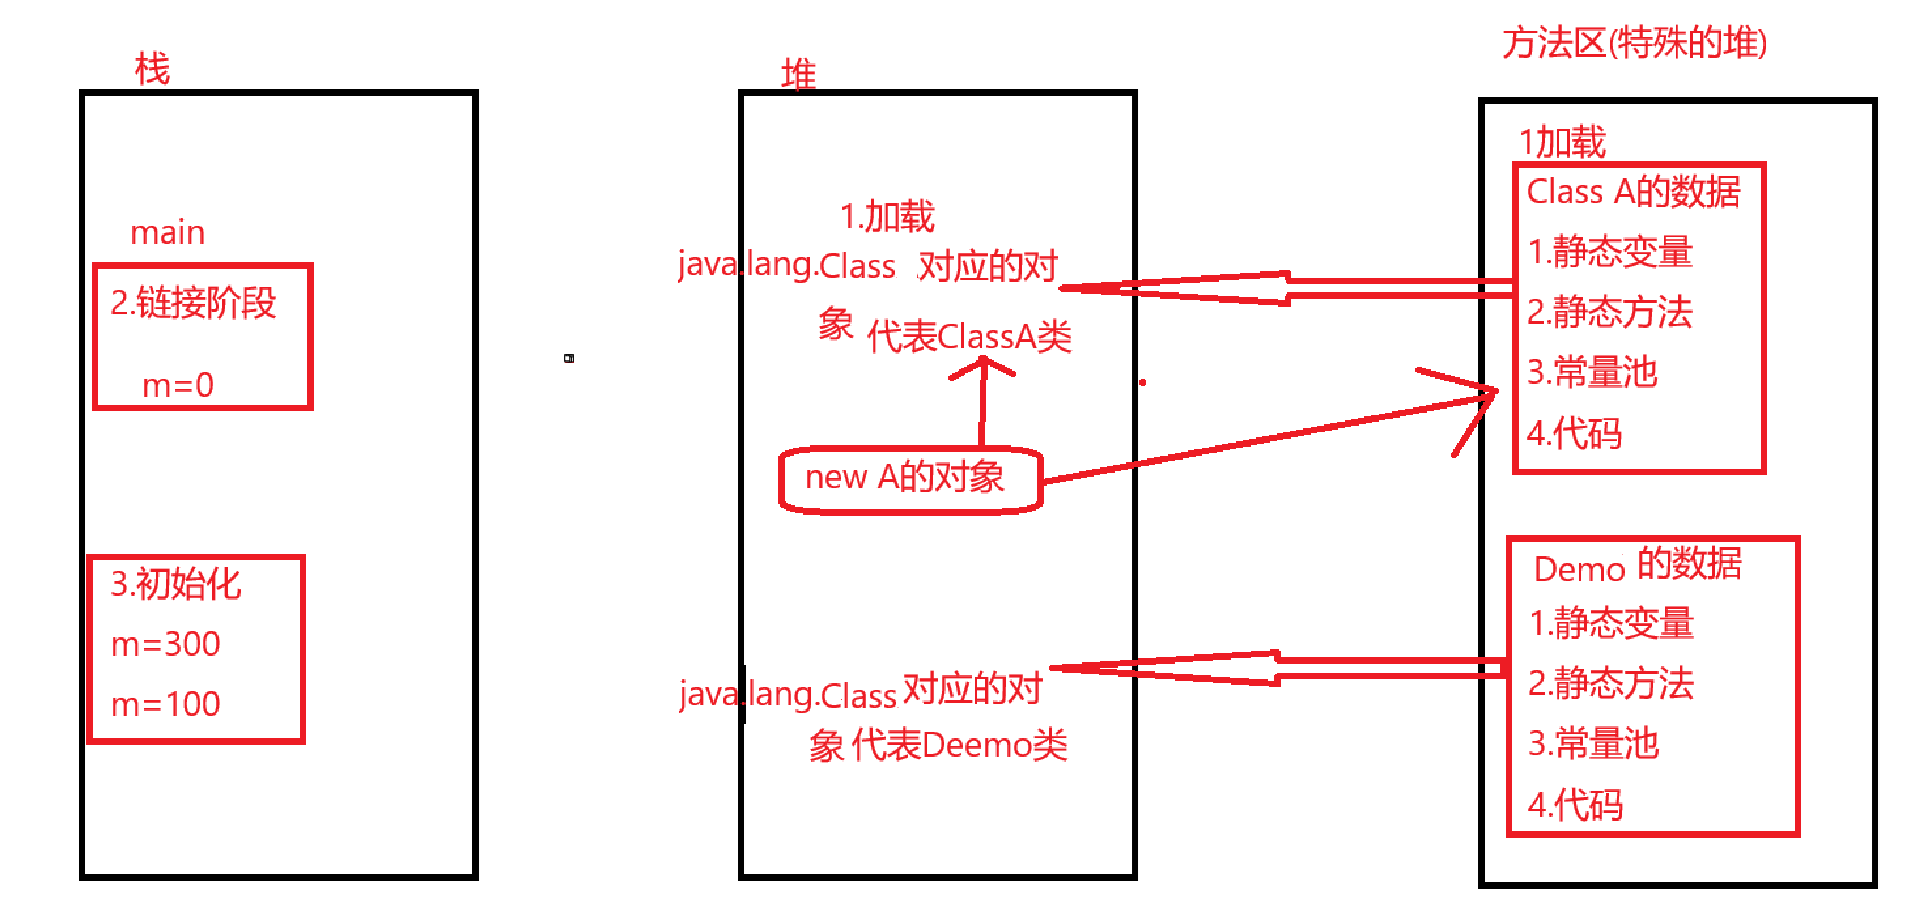 栈
main
2.链接阶段
m=0
3.初始化
m=300
m=100
堆
1.加载
java.lang.Class 对应的对
象 代表ClassA类
new A的对象
java.lang.Class 对应的对
象 代表Deemo类
方法区(特殊的堆)
1加载
Class A的数据
1.静态变量
2.静态方法
3.常量池
4.代码
Demo 的数据
1.静态变量
2.静态方法
3.常量池
4.代码